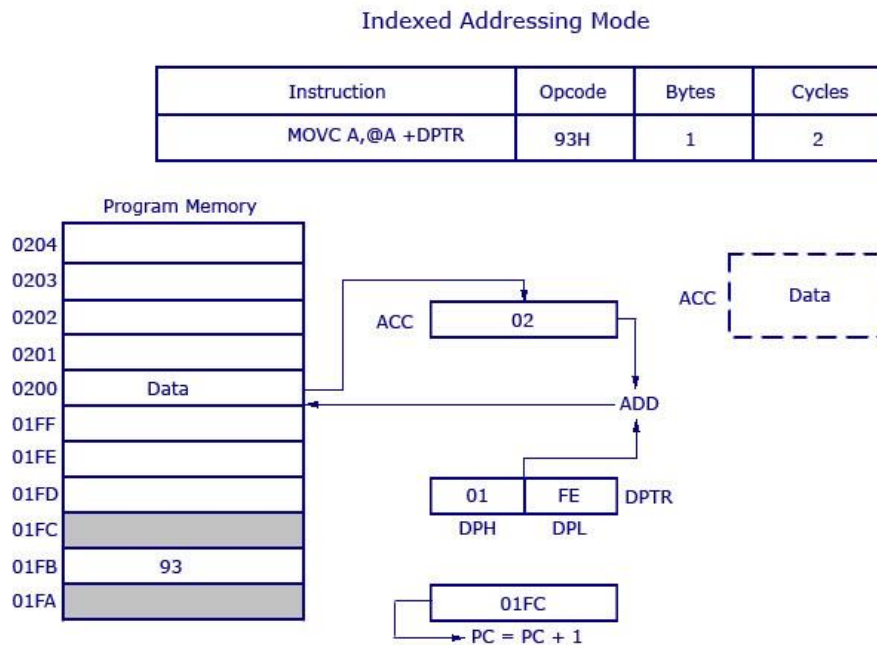 Indexed Addressing Mode
Instruction Opcode Bytes Cycles
MOVC A,@A +DPTR 93H 1 2
Program Memory
0204
0203
0202
0201
0200 Data
01FF
01FE
01FD
01FC
01FB 93
01FA
ACC 02
ADD
01 FE DPTR
DPH DPL
01FC
PC = PC + 1
ACC Data